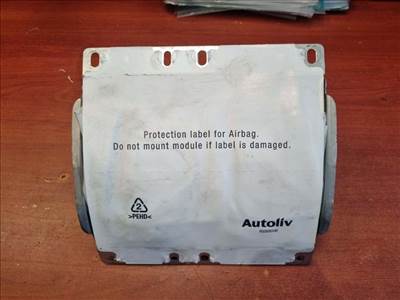 Protection label for Airbag.
Do not mount module if label is damaged.
2
>PEHD<
Autoliv